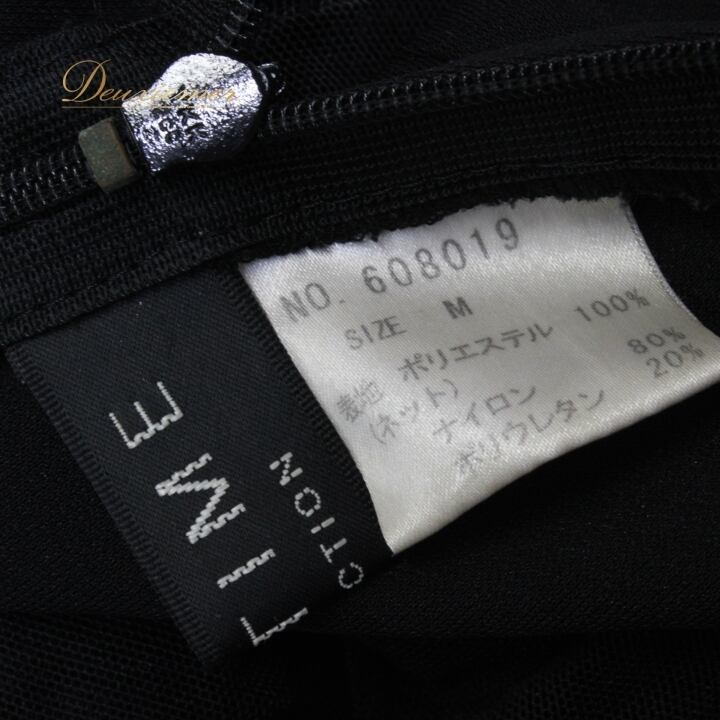 NO. 608019
SIZE M
表地 ポリエステル 100%
(ネット)
ナイロン 80%
ポリウレタン 20%
TIME
CTION